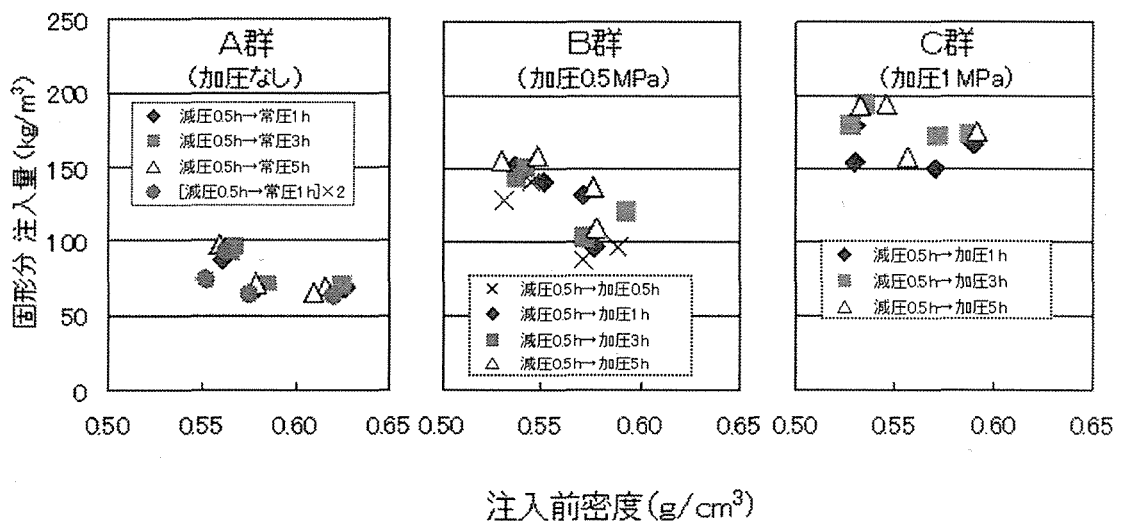 固形分 注入量(kg/m³)
250
200
150
100
50
0
A群
(加圧なし)
減圧0.5h→常圧1h
減圧0.5h→常圧3h
減圧0.5h→常圧5h
[減圧0.5h→常圧1h]×2
0.50 0.55 0.60 0.65
B群
(加圧0.5MPa)
減圧0.5h→加圧0.5h
減圧0.5h→加圧1h
減圧0.5h→加圧3h
減圧0.5h→加圧5h
0.50 0.55 0.60 0.65
C群
(加圧1MPa)
減圧0.5h→加圧1h
減圧0.5h→加圧3h
減圧0.5h→加圧5h
0.50 0.55 0.60 0.65
注入前密度(g/cm³)